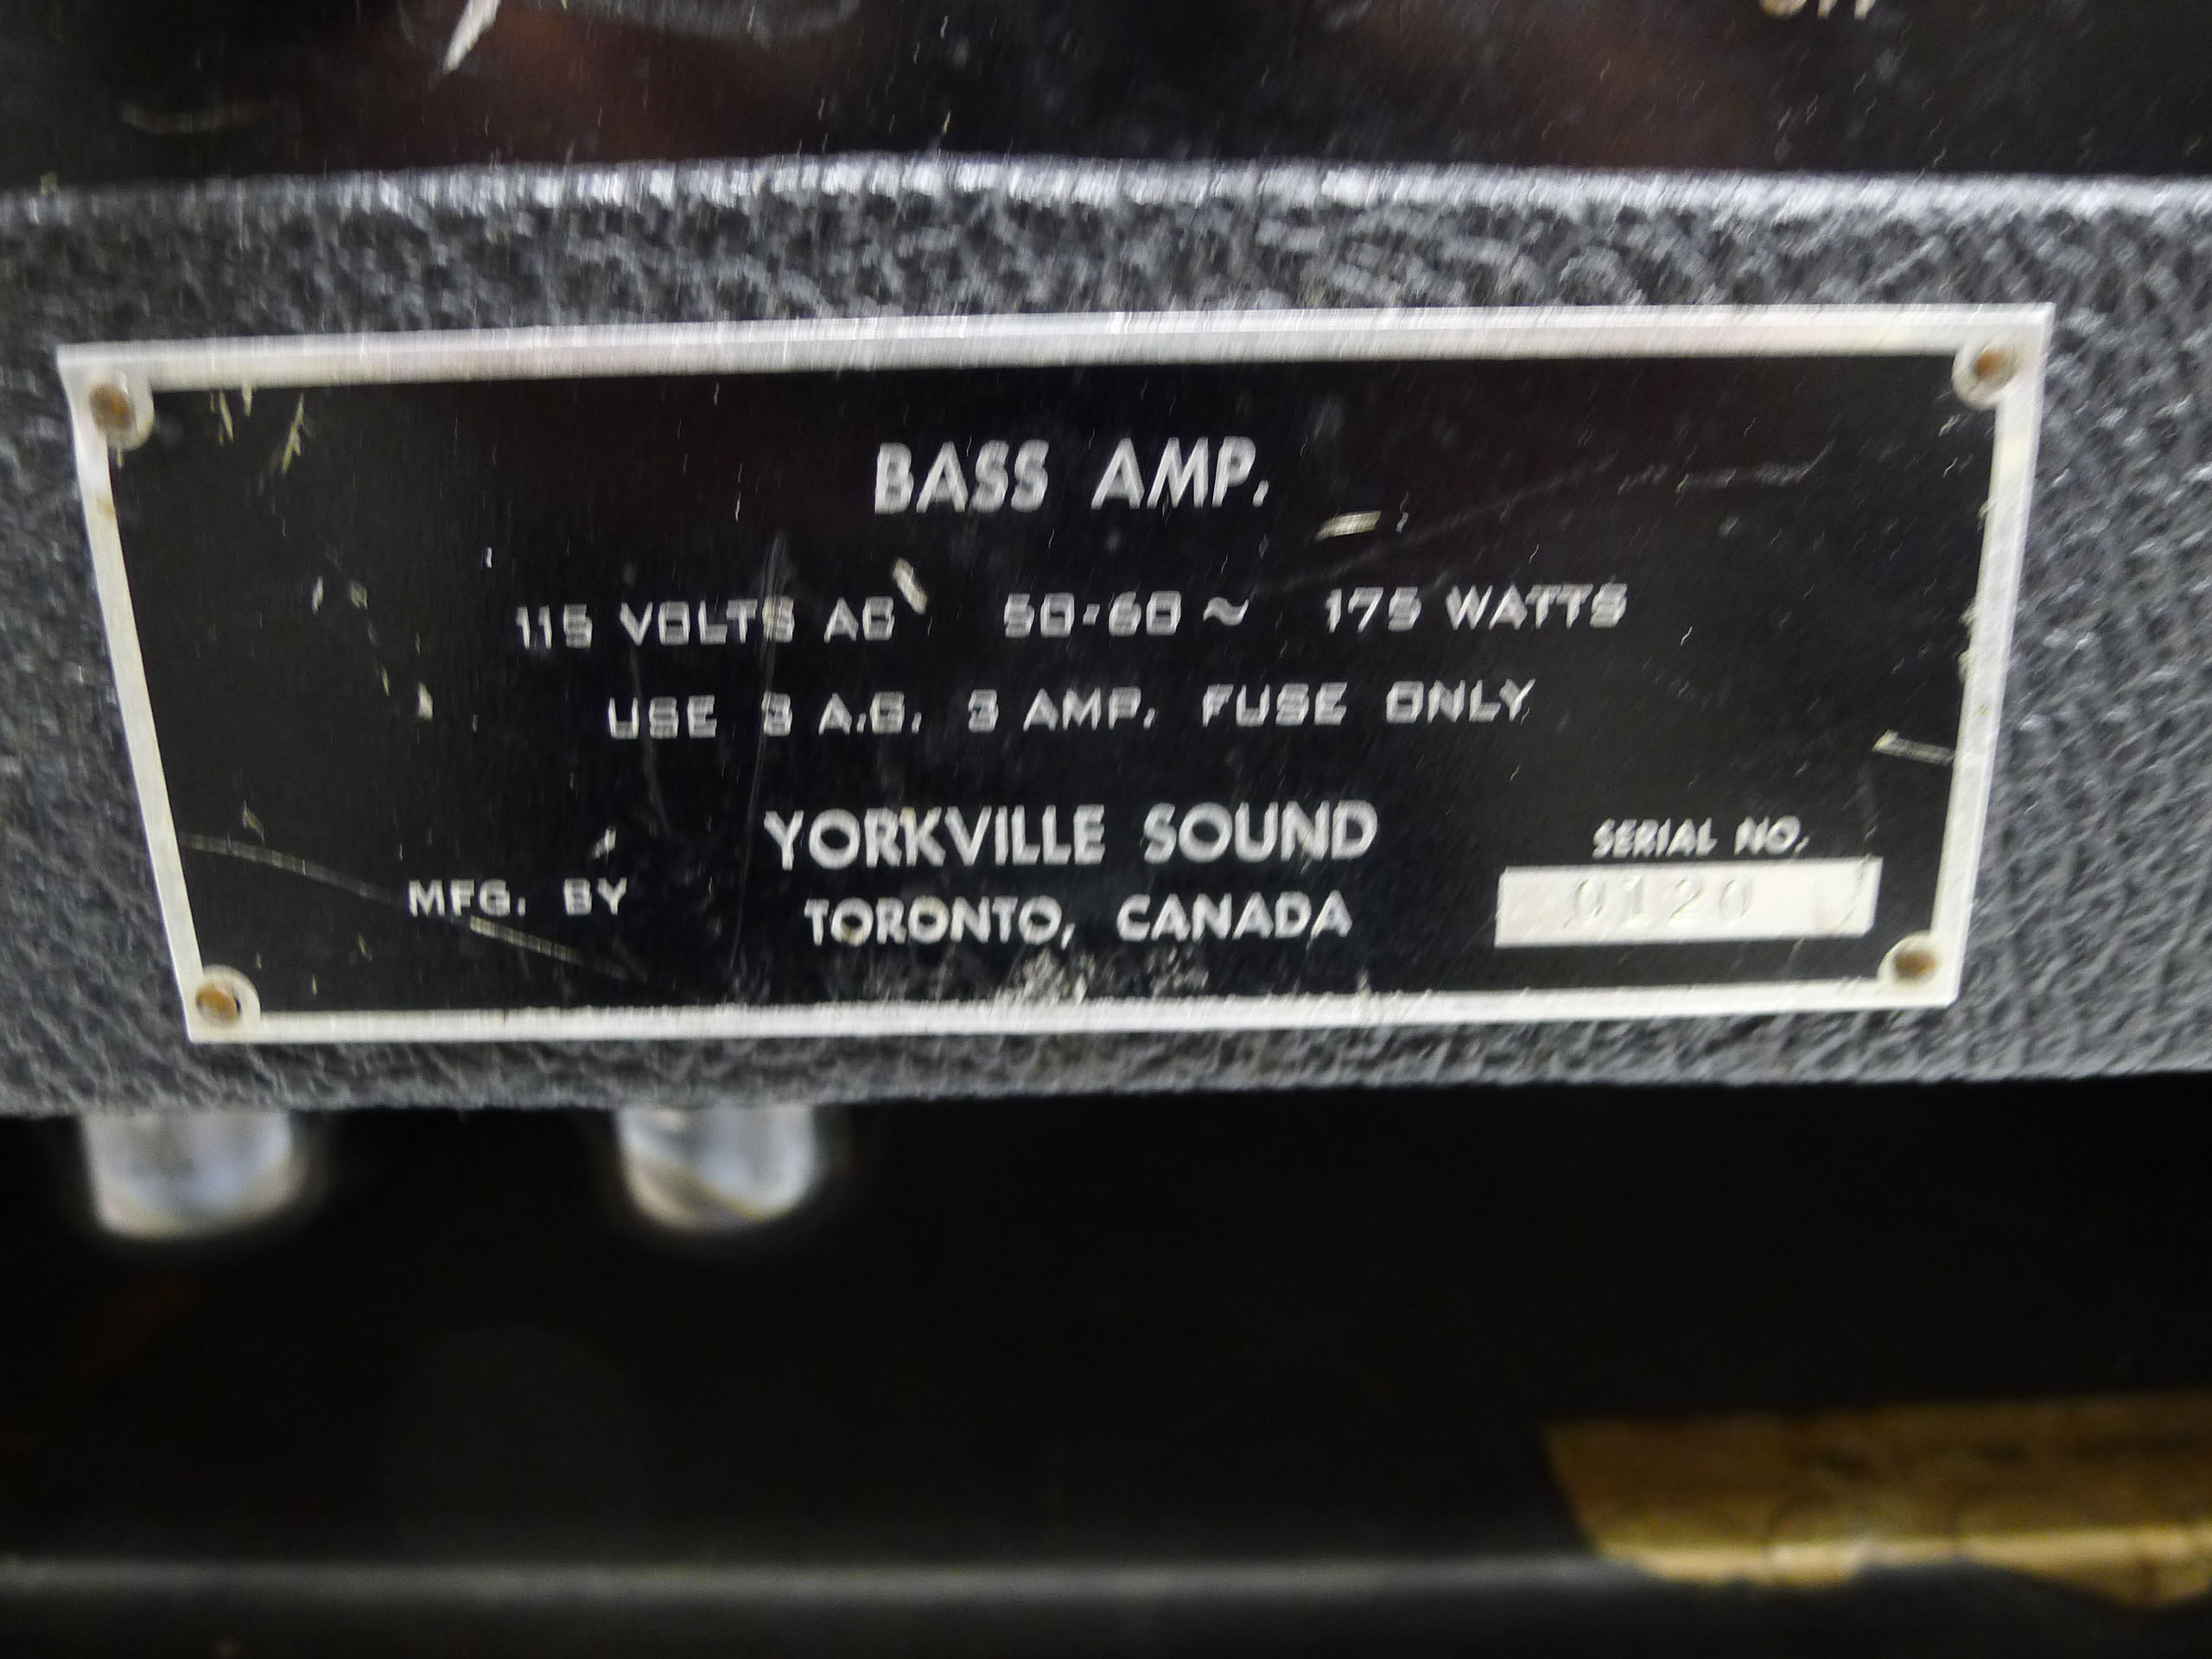 BASS AMP.
115 VOLTS AC 50-60 ~ 175 WATTS
USE 3 A.G. 3 AMP. FUSE ONLY
MFG. BY
YORKVILLE SOUND
TORONTO, CANADA
SERIAL NO.
0120